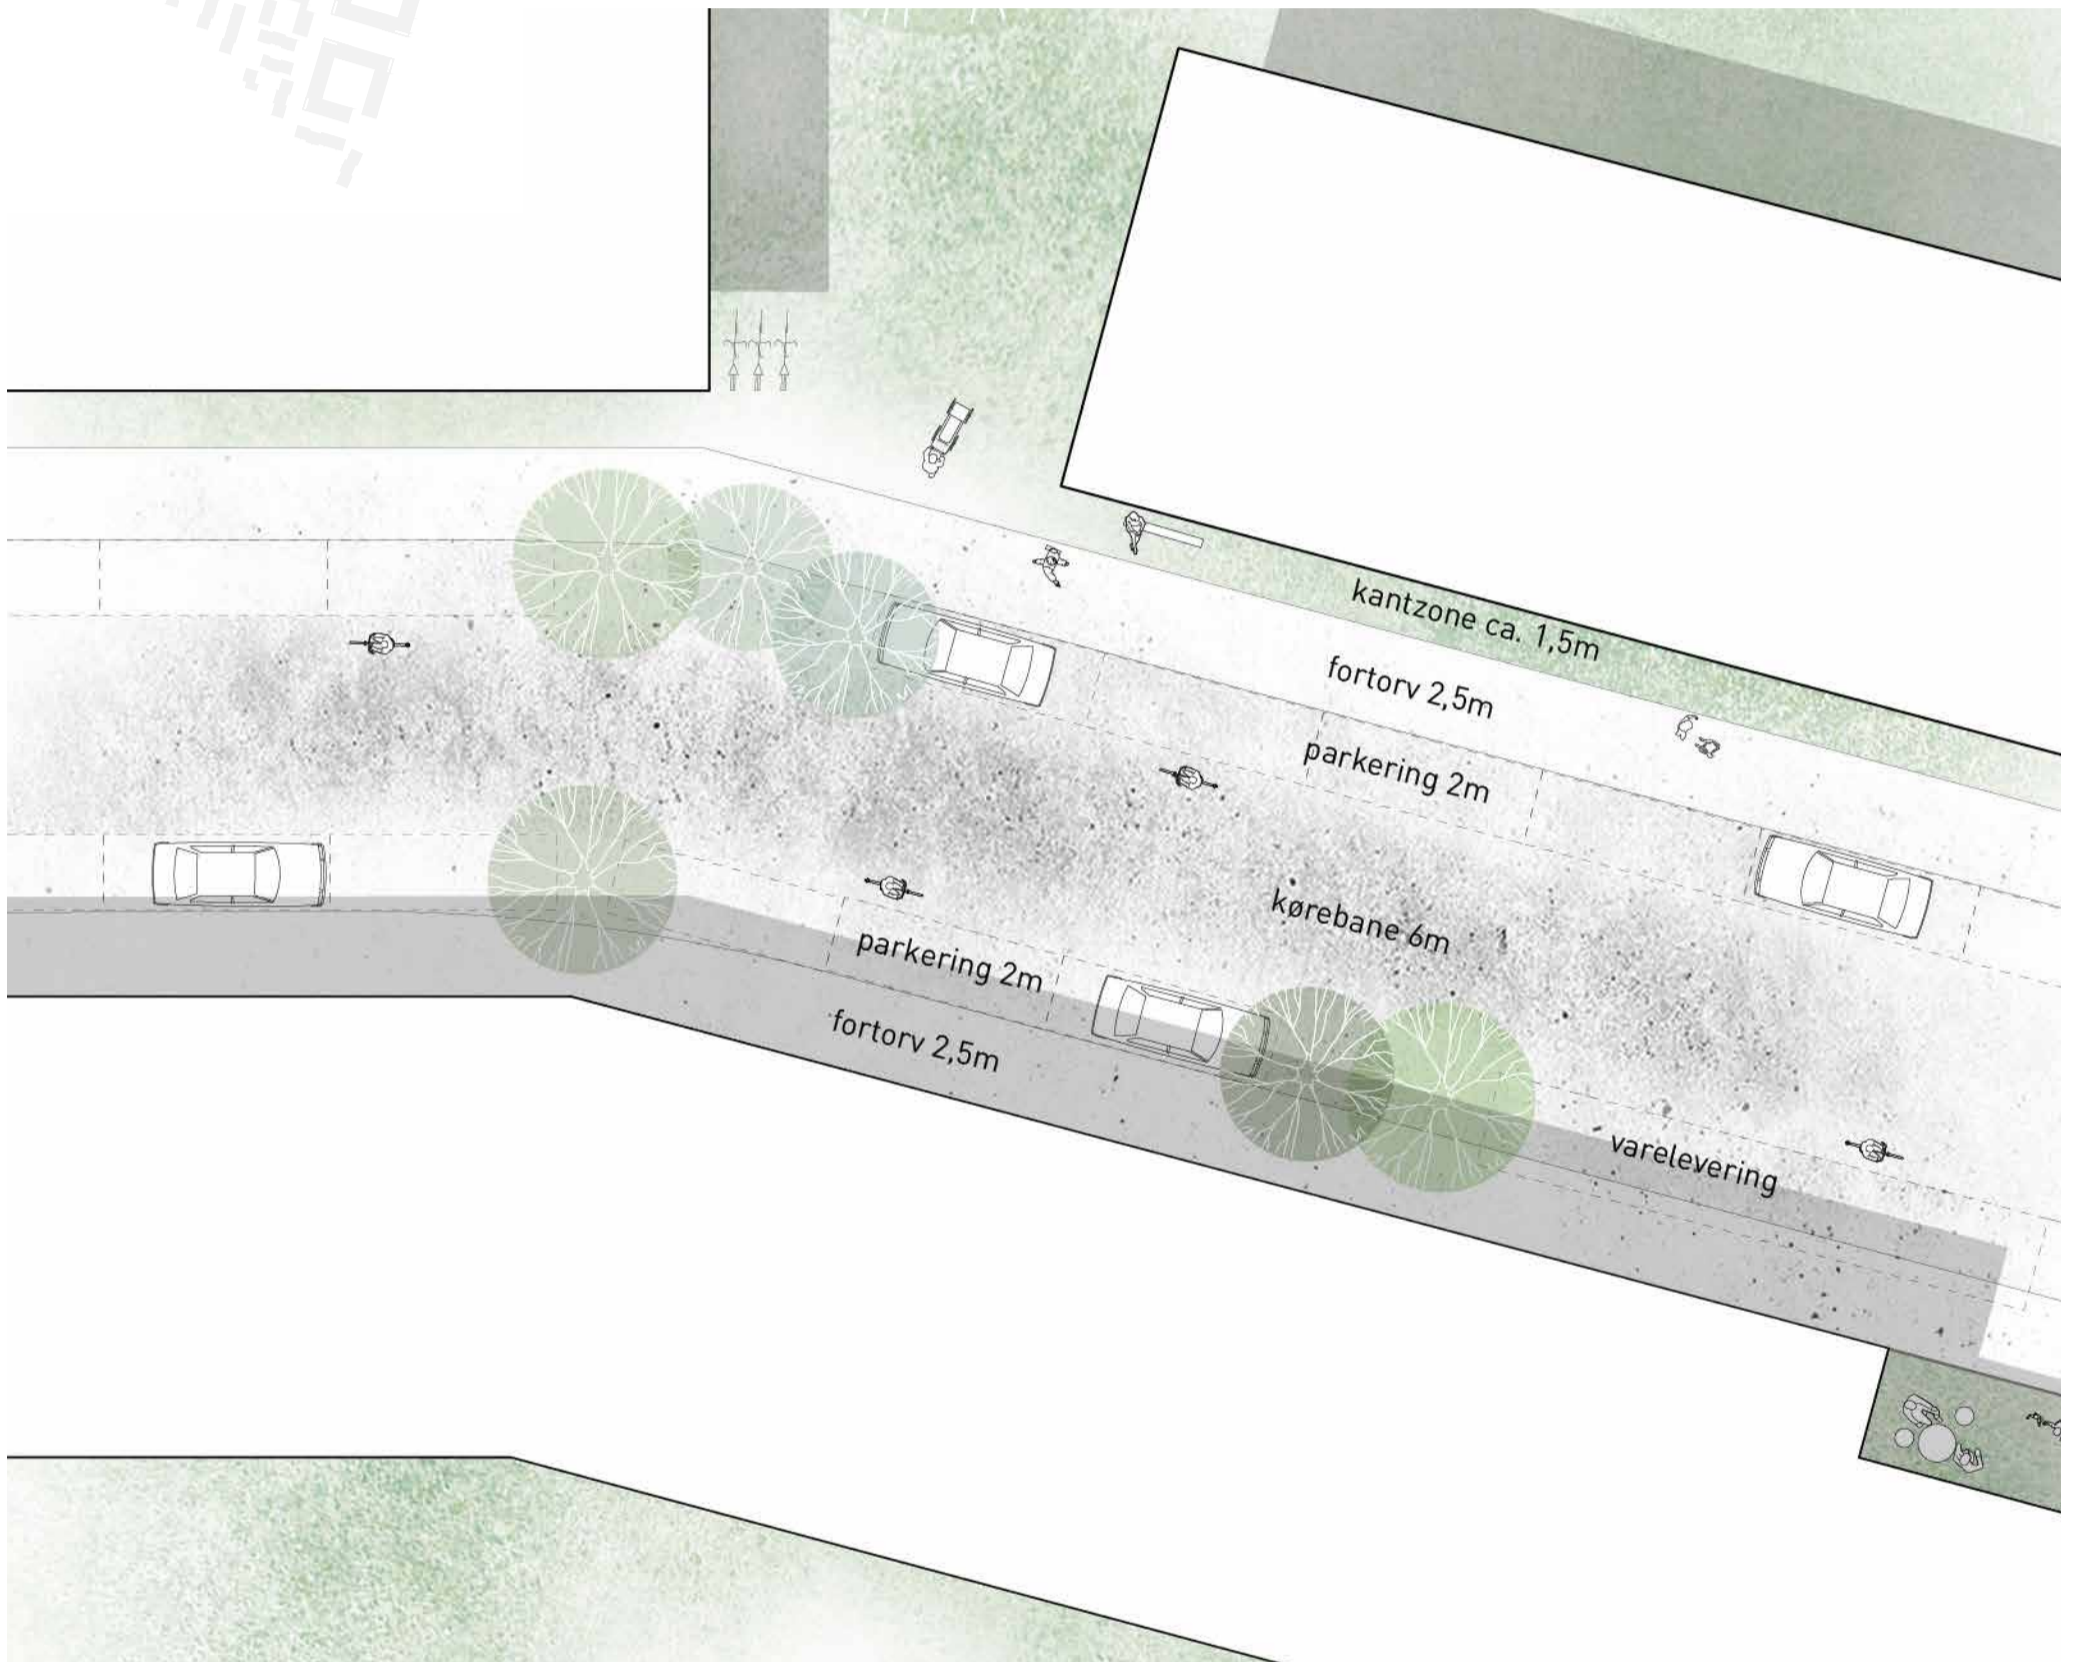 kantzone ca. 1,5m
fortorv 2,5m
parkering 2m
kørebane 6m
parkering 2m
fortorv 2,5m
varelevering